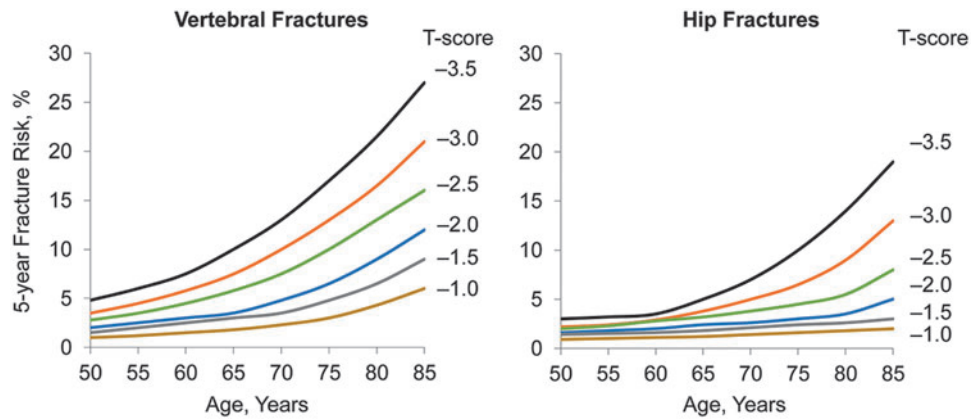 Vertebral Fractures
T-score
5-year Fracture Risk, %
30
25
20
15
10
5
0
–3.5
–3.0
–2.5
–2.0
–1.5
–1.0
50 55 60 65 70 75 80 85
Age, Years
Hip Fractures
T-score
30
25
20
15
10
5
0
–3.5
–3.0
–2.5
–2.0
–1.5
–1.0
50 55 60 65 70 75 80 85
Age, Years